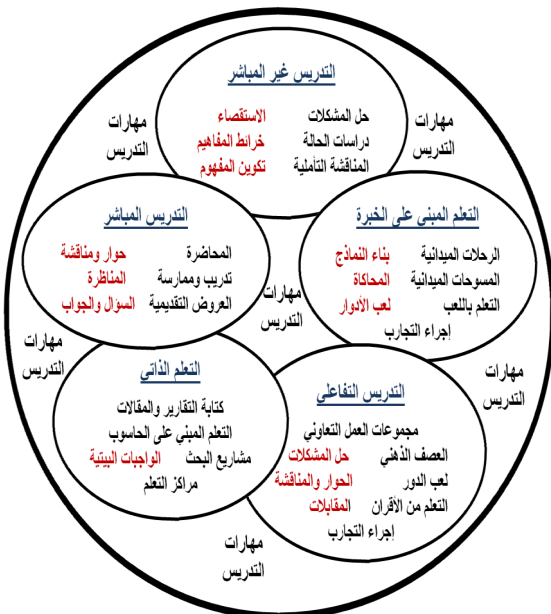 التدريس غير المباشر
حل المشكلات الاستقصاء
دراسات الحالة خرائط المفاهيم
المناقشة التأملية تكوين المفهوم
مهارات
التدريس
مهارات
التدريس
التعلم المبني على الخبرة
الرحلات الميدانية بناء النماذج
المسوحات الميدانية المحاكاة
التعلم باللعب لعب الأدوار
إجراء التجارب
التدريس المباشر
المحاضرة حوار ومناقشة
تدريب وممارسة المناظرة
العروض التقديمية السؤال والجواب
مهارات
التدريس
مهارات
التدريس
مهارات
التدريس
التدريس التفاعلي
مجموعات العمل التعاوني
العصف الذهني حل المشكلات
لعب الدور الحوار والمناقشة
التعلم من الأقران المقابلات
إجراء التجارب
التعلم الذاتي
كتابة التقارير والمقالات
التعلم المبني على الحاسوب
مشاريع البحث الواجبات البيتية
مراكز التعلم
مهارات
التدريس